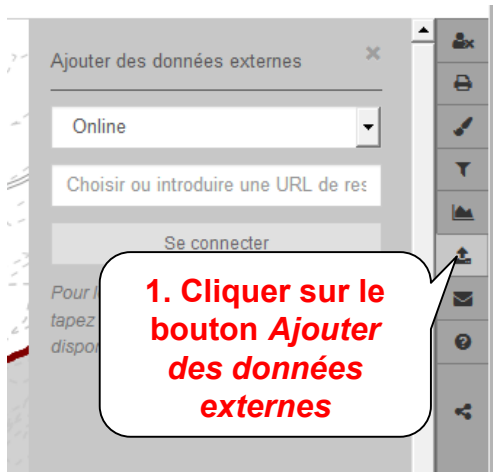 Ajouter des données externes ×
Online
Choisir ou introduire une URL de res
Se connecter
Pour l
tapez
dispon
1. Cliquer sur le
bouton Ajouter
des données
externes